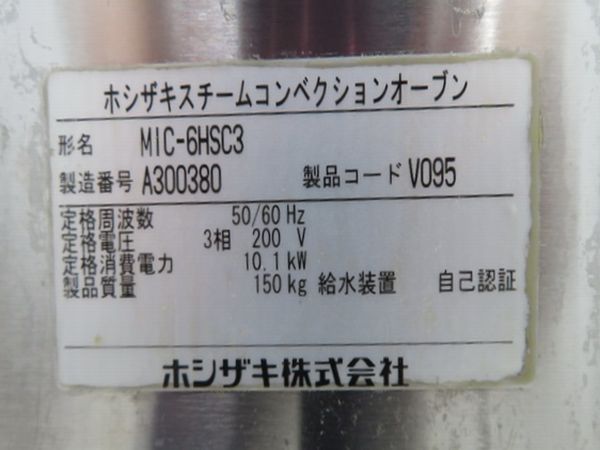 ホシザキスチームコンベクションオーブン
形名 MIC-6HSC3
製造番号 A300380 製品コード V095
定格周波数 50/60 Hz
定格電圧 3相 200 V
定格消費電力 10.1kW
製品質量 150kg 給水装置 自己認証
ホシザキ株式会社